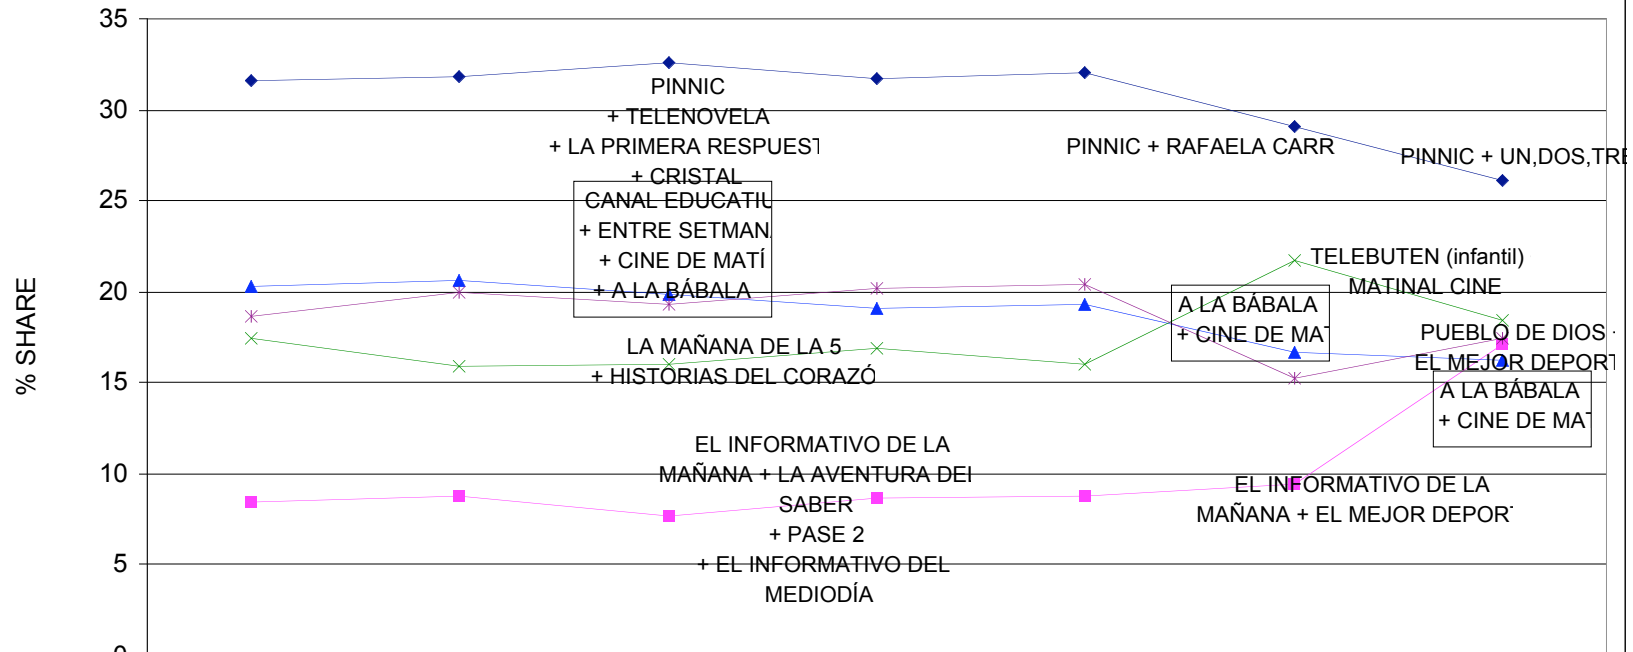 35
30
25
20
15
10
5
0
% SHARE
PINNIC
+ TELENOVELA
+ LA PRIMERA RESPUEST
+ CRISTAL
CANAL EDUCATIU
+ ENTRE SETMANA
+ CINE DE MATÍ
+ A LA BÁBALA
LA MAÑANA DE LA 5
+ HISTORIAS DEL CORAZÓ
EL INFORMATIVO DE LA
MAÑANA + LA AVENTURA DEL
SABER
+ PASE 2
+ EL INFORMATIVO DEL
MEDIODÍA
PINNIC + RAFAELA CARR
PINNIC + UN,DOS,TRE
TELEBUTEN (infantil)
MATINAL CINE
A LA BÁBALA
+ CINE DE MAT
PUEBLO DE DIOS +
EL MEJOR DEPORT
A LA BÁBALA
+ CINE DE MAT
EL INFORMATIVO DE LA
MAÑANA + EL MEJOR DEPORT